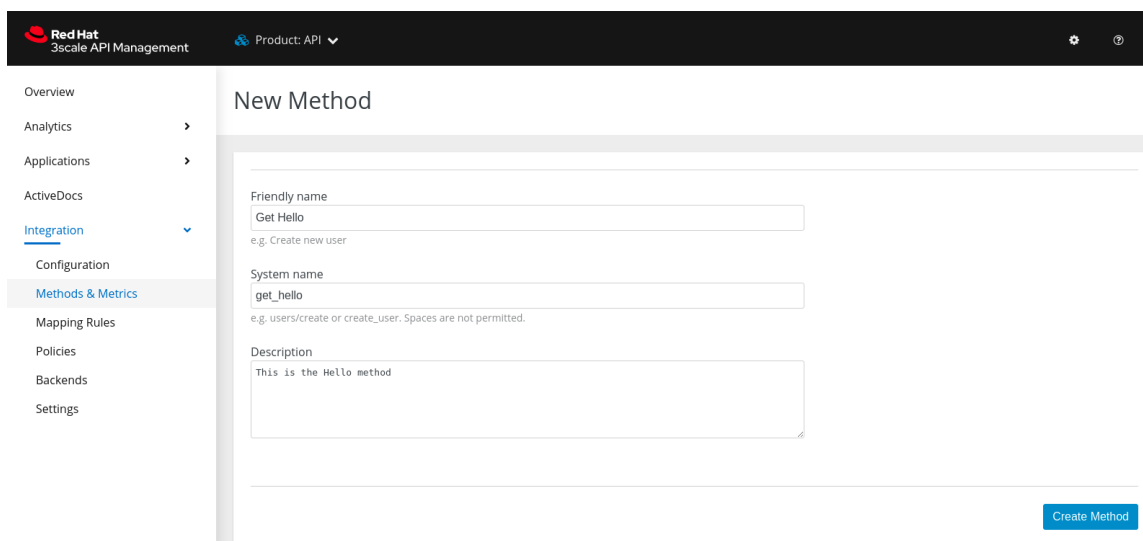 Red Hat
3scale API Management
Product: API
Overview
Analytics
Applications
ActiveDocs
Integration
Configuration
Methods & Metrics
Mapping Rules
Policies
Backends
Settings
New Method
Friendly name
Get Hello
e.g. Create new user
System name
get_hello
e.g. users/create or create_user. Spaces are not permitted.
Description
This is the Hello method
Create Method